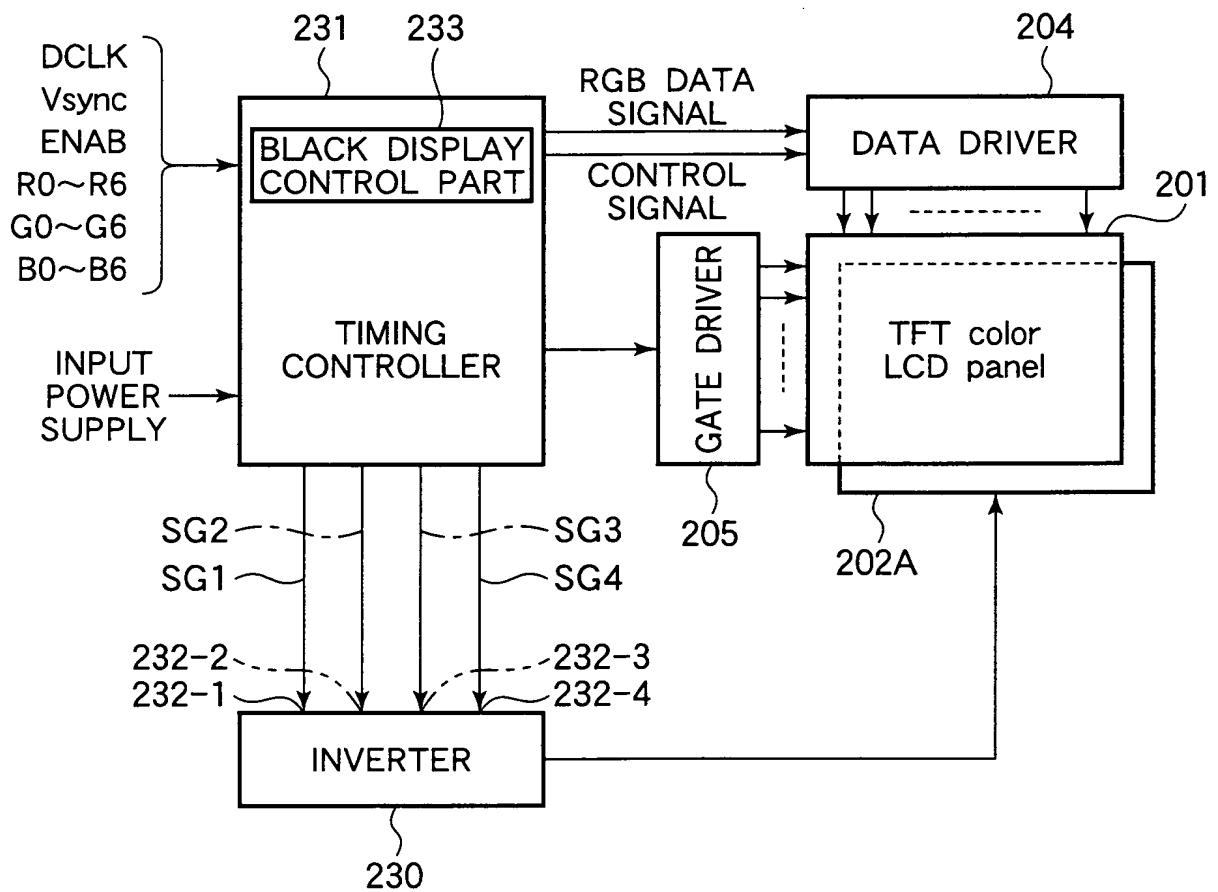 231
233
204
DCLK
Vsync
ENAB
R0~R6
G0~G6
B0~B6
BLACK DISPLAY
CONTROL PART
RGB DATA
SIGNAL
CONTROL
SIGNAL
DATA DRIVER
201
INPUT
POWER
SUPPLY
TIMING
CONTROLLER
GATE DRIVER
205
TFT color
LCD panel
202A
SG2
SG3
SG1
SG4
232-2
232-3
232-1
232-4
INVERTER
230